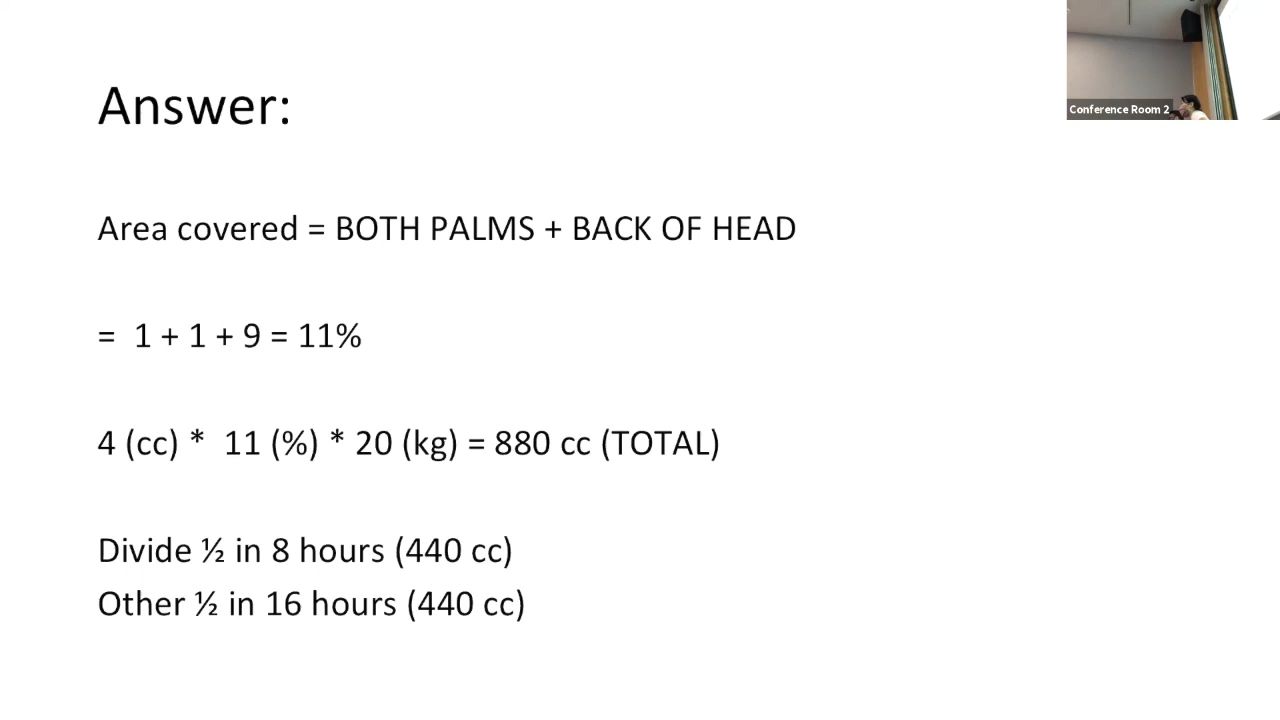 Answer:
Conference Room 2
Area covered = BOTH PALMS + BACK OF HEAD
= 1 + 1 + 9 = 11%
4 (cc) * 11 (%) * 20 (kg) = 880 cc (TOTAL)
Divide ½ in 8 hours (440 cc)
Other ½ in 16 hours (440 cc)